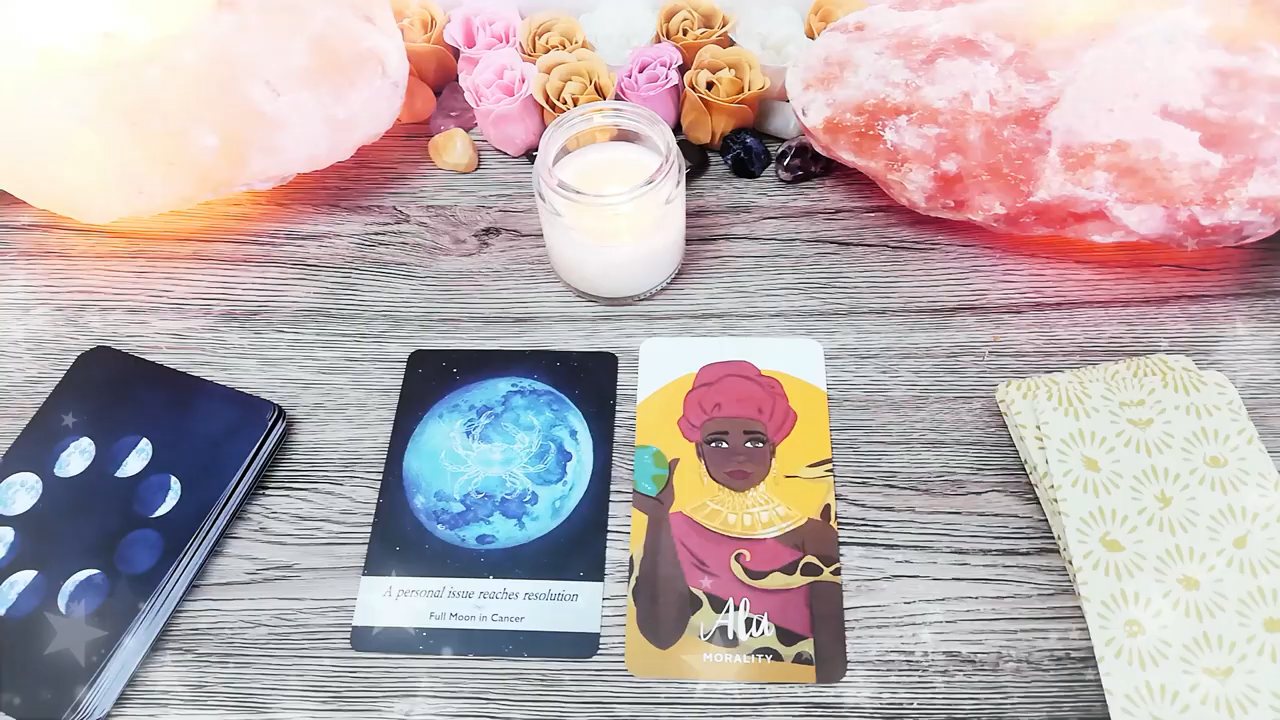 A personal issue reaches resolution
Full Moon in Cancer
Ala
MORALITY